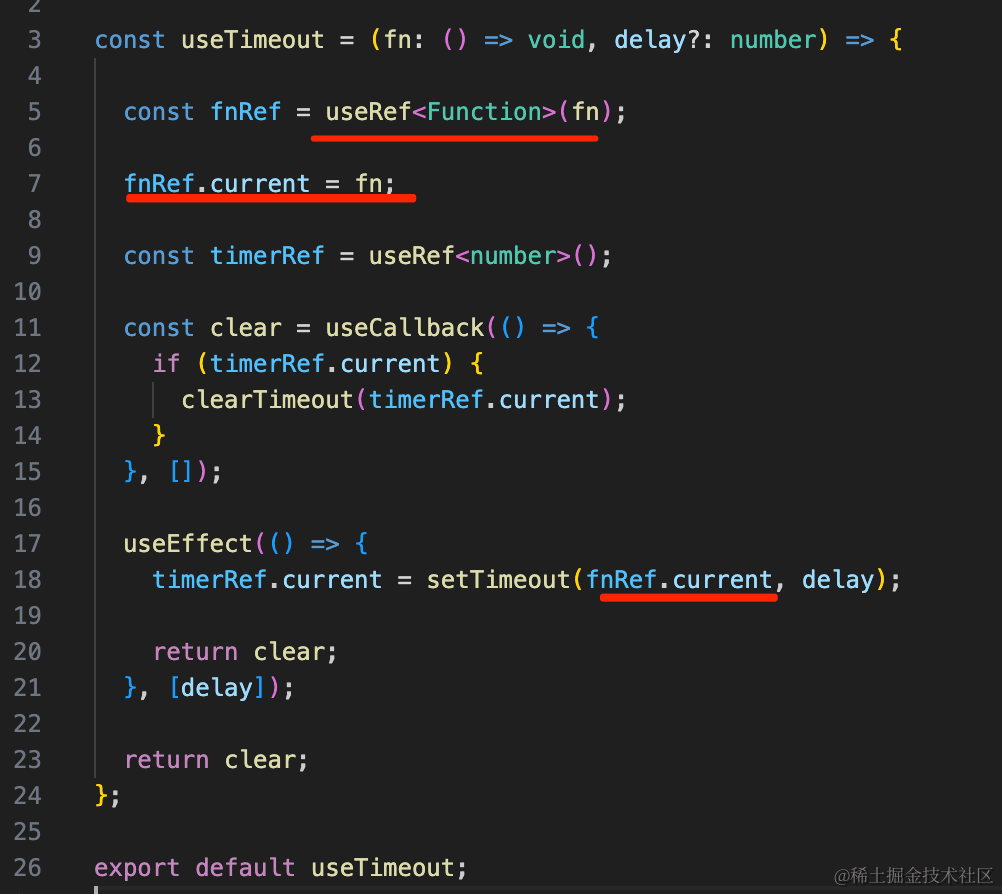 2
3 const useTimeout = (fn: () => void, delay?: number) => {
4
5 const fnRef = useRef<Function>(fn);
6
7 fnRef.current = fn;
8
9 const timerRef = useRef<number>();
10
11 const clear = useCallback(() => {
12 if (timerRef.current) {
13 clearTimeout(timerRef.current);
14 }
15 }, []);
16
17 useEffect(() => {
18 timerRef.current = setTimeout(fnRef.current, delay);
19
20 return clear;
21 }, [delay]);
22
23 return clear;
24 };
25
26 export default useTimeout;
@稀土掘金技术社区